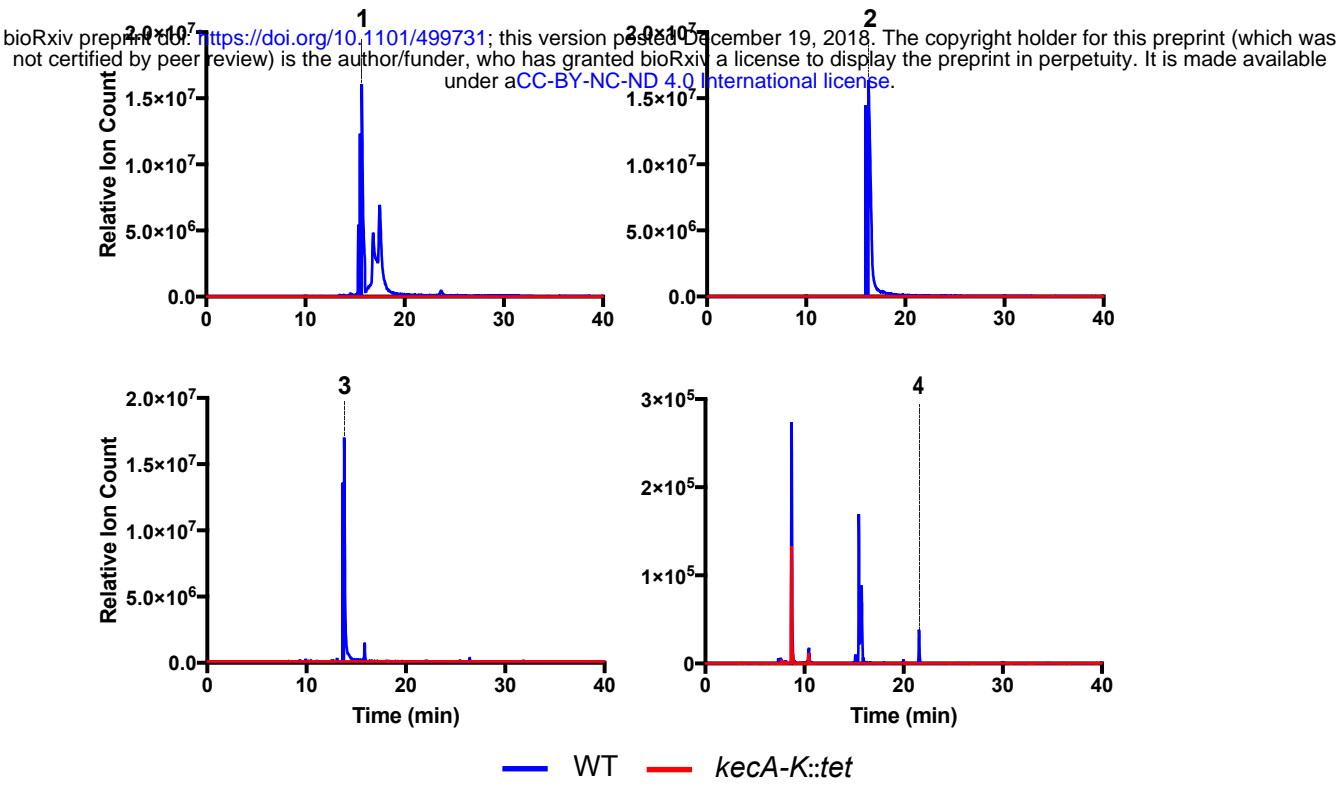 bioRxiv preprint doi: https://doi.org/10.1101/499731; this version posted December 19, 2018. The copyright holder for this preprint (which was
not certified by peer review) is the author/funder, who has granted bioRxiv a license to display the preprint in perpetuity. It is made available
under aCC-BY-NC-ND 4.0 International license.
1
2.0×10⁷
1.5×10⁷
1.0×10⁷
5.0×10⁶
0.0
Relative Ion Count
0 10 20 30 40
2
2.0×10⁷
1.5×10⁷
1.0×10⁷
5.0×10⁶
0.0
0 10 20 30 40
3
2.0×10⁷
1.5×10⁷
1.0×10⁷
5.0×10⁶
0.0
Relative Ion Count
0 10 20 30 40
Time (min)
4
3×10⁵
2×10⁵
1×10⁵
0
0 10 20 30 40
Time (min)
WT kecA-K::tet